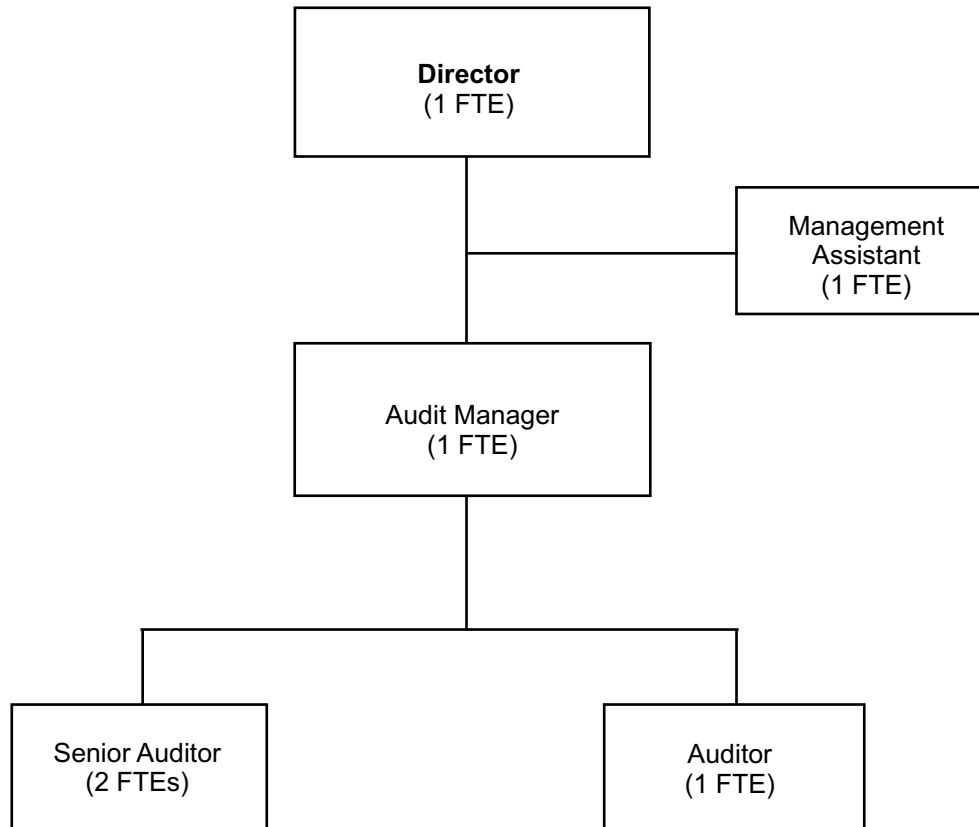 Director
(1 FTE)
Management
Assistant
(1 FTE)
Audit Manager
(1 FTE)
Senior Auditor
(2 FTEs)
Auditor
(1 FTE)